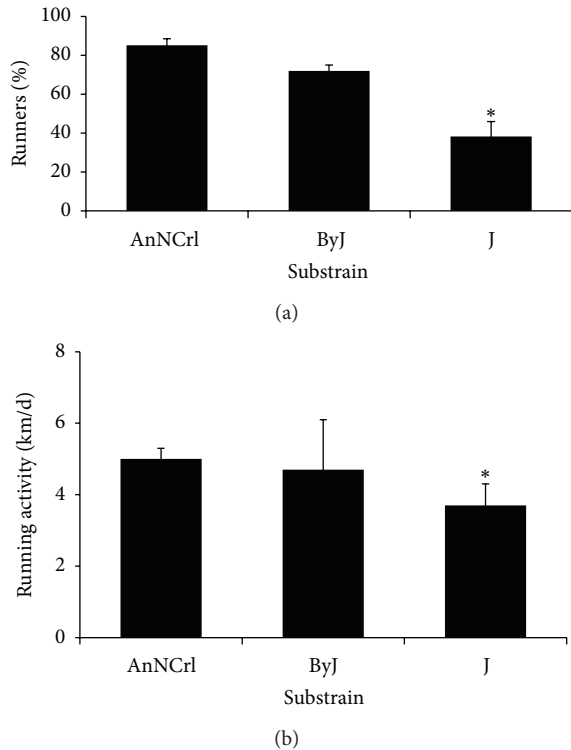 100
80
60
40
20
0
Runners (%)
*
AnNCrl ByJ J
Substrain
(a)
8
6
4
2
0
Running activity (km/d)
*
AnNCrl ByJ J
Substrain
(b)